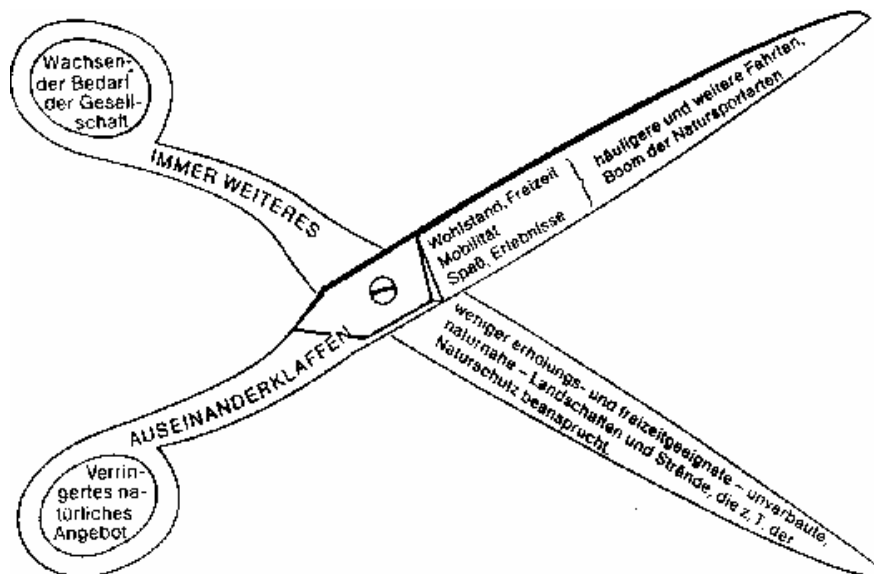 Wachsen-
der Bedarf
der Gesell-
schaft
IMMER WEITERES
Wohlstand, Freizeit
Mobilität
Spaß, Erlebnisse
häufigere und weitere Fahrten,
Boom der Natursportarten
AUSEINANDERKLAFFEN
Verrin-
gertes na-
türliches
Angebot
weniger erholungs- und freizeitgeeignete – unverbaute,
naturnahe – Landschaften und Strände, die z. T. der
Naturschutz beansprucht